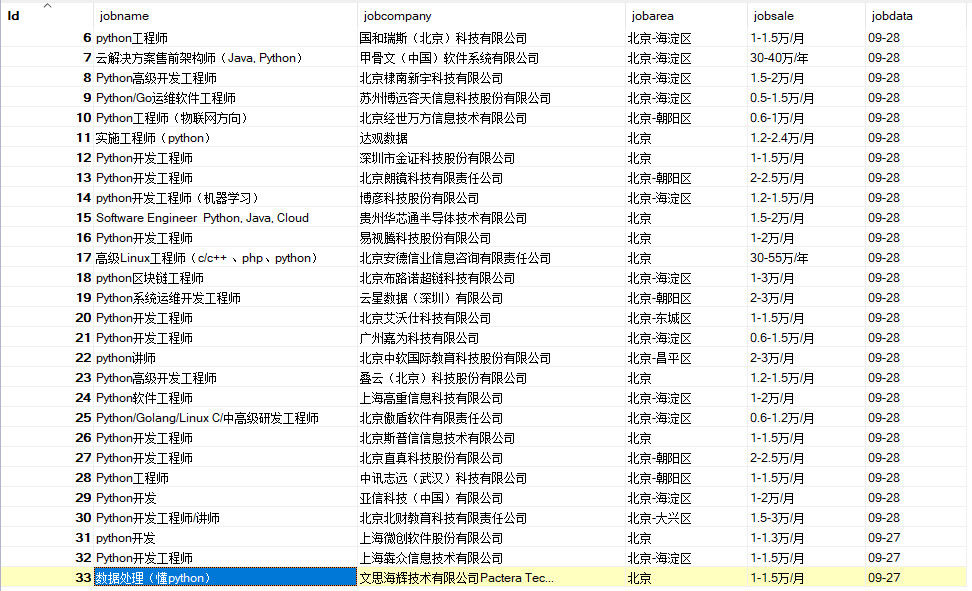 Id jobname jobcompany jobarea jobsale jobdata
6 python工程师 国和瑞斯（北京）科技有限公司 北京-海淀区 1-1.5万/月 09-28
7 云解决方案售前架构师（Java, Python） 甲骨文（中国）软件系统有限公司 北京-海淀区 30-40万/年 09-28
8 Python高级开发工程师 北京棣南新宇科技有限公司 北京-海淀区 1.5-2万/月 09-28
9 Python/Go运维软件工程师 苏州博远容天信息科技股份有限公司 北京-海淀区 0.5-1.5万/月 09-28
10 Python工程师（物联网方向） 北京经世万方信息技术有限公司 北京-朝阳区 0.6-1万/月 09-28
11 实施工程师（python） 达观数据 北京 1.2-2.4万/月 09-28
12 Python开发工程师 深圳市金证科技股份有限公司 北京 1-1.5万/月 09-28
13 Python开发工程师 北京朗镜科技有限责任公司 北京-朝阳区 2-2.5万/月 09-28
14 python开发工程师（机器学习） 博彦科技股份有限公司 北京-海淀区 1.2-1.5万/月 09-28
15 Software Engineer Python, Java, Cloud 贵州华芯通半导体技术有限公司 北京 1.5-2万/月 09-28
16 Python开发工程师 易视腾科技股份有限公司 北京 1-2万/月 09-28
17 高级Linux工程师（c/c++ 、php、python） 北京安德信业信息咨询有限责任公司 北京 30-55万/年 09-28
18 python区块链工程师 北京布路诺超链科技有限公司 北京-海淀区 1-3万/月 09-28
19 Python系统运维开发工程师 云星数据（深圳）有限公司 北京-朝阳区 2-3万/月 09-28
20 Python开发工程师 北京艾沃仕科技有限公司 北京-东城区 1-1.5万/月 09-28
21 Python开发工程师 广州嘉为科技有限公司 北京-海淀区 0.6-1.5万/月 09-28
22 python讲师 北京中软国际教育科技股份有限公司 北京-昌平区 2-3万/月 09-28
23 Python高级开发工程师 云（北京）科技股份有限公司 北京 1.2-1.5万/月 09-28
24 Python软件工程师 上海高重信息科技有限公司 北京-海淀区 1-2万/月 09-28
25 Python/Golang/Linux C/中高级研发工程师 北京傲盾软件有限责任公司 北京-海淀区 0.6-1.2万/月 09-28
26 Python开发工程师 北京斯普信信息技术有限公司 北京 1-1.5万/月 09-28
27 Python开发工程师 北京直真科技股份有限公司 北京-朝阳区 2-2.5万/月 09-28
28 Python工程师 中讯志远（武汉）科技有限公司 北京-朝阳区 1-1.5万/月 09-28
29 Python开发 亚信科技（中国）有限公司 北京-海淀区 1-2万/月 09-28
30 Python开发工程师/讲师 北京北财教育科技有限责任公司 北京-大兴区 1.5-3万/月 09-28
31 python开发 上海微创软件股份有限公司 北京 1-1.3万/月 09-27
32 Python开发工程师 上海犇众信息技术有限公司 北京-海淀区 1-1.5万/月 09-27
33 数据处理（懂python） 文思海辉技术有限公司Pactera Tec... 北京 1-1.5万/月 09-27